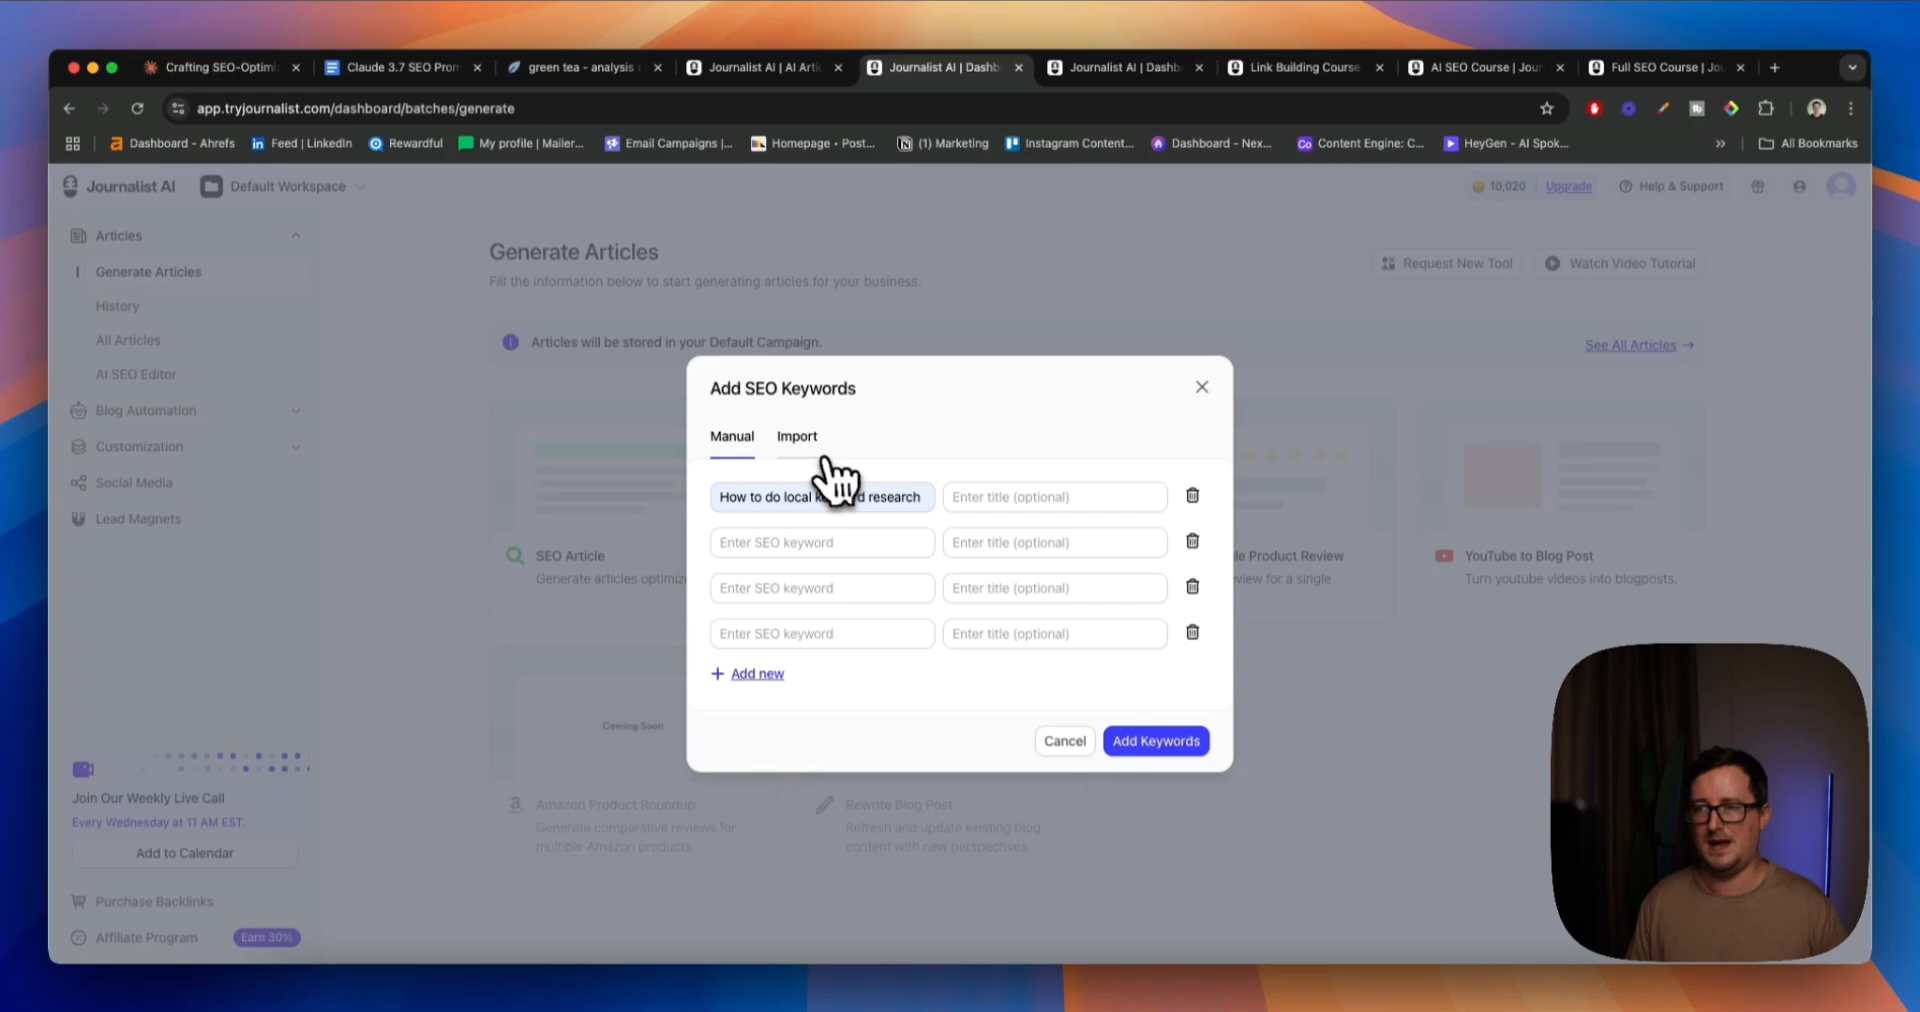 Crafting SEO-Optim
Claude 3.7 SEO Prom
green tea - analysis
Journalist AI | AI Arti
Journalist AI | Dashb
Journalist AI | Dashb
Link Building Course
AI SEO Course | Jour
Full SEO Course | Jo
app.tryjournalist.com/dashboard/batches/generate
Dashboard - Ahrefs
Feed | LinkedIn
Rewardful
My profile | Mailer...
Email Campaigns |...
Homepage • Post...
(1) Marketing
Instagram Content...
Dashboard - Nex...
Content Engine: C...
HeyGen - AI Spok...
All Bookmarks
Journalist AI
Default Workspace
10,020
Upgrade
Help & Support
Articles
Generate Articles
History
All Articles
AI SEO Editor
Blog Automation
Customization
Social Media
Lead Magnets
Join Our Weekly Live Call
Every Wednesday at 11 AM EST.
Add to Calendar
Purchase Backlinks
Affiliate Program
Earn 30%
Generate Articles
Fill the information below to start generating articles for your business.
Request New Tool
Watch Video Tutorial
Articles will be stored in your Default Campaign.
See All Articles →
SEO Article
Generate articles optimiz
le Product Review
view for a single
YouTube to Blog Post
Turn youtube videos into blogposts.
Coming Soon
Amazon Product Roundup
Generate comparative reviews for
multiple Amazon products.
Rewrite Blog Post
Refresh and update existing blog
content with new perspectives.
Add SEO Keywords
Manual
Import
How to do local k d research
Enter title (optional)
Enter SEO keyword
Enter title (optional)
Enter SEO keyword
Enter title (optional)
Enter SEO keyword
Enter title (optional)
+ Add new
Cancel
Add Keywords